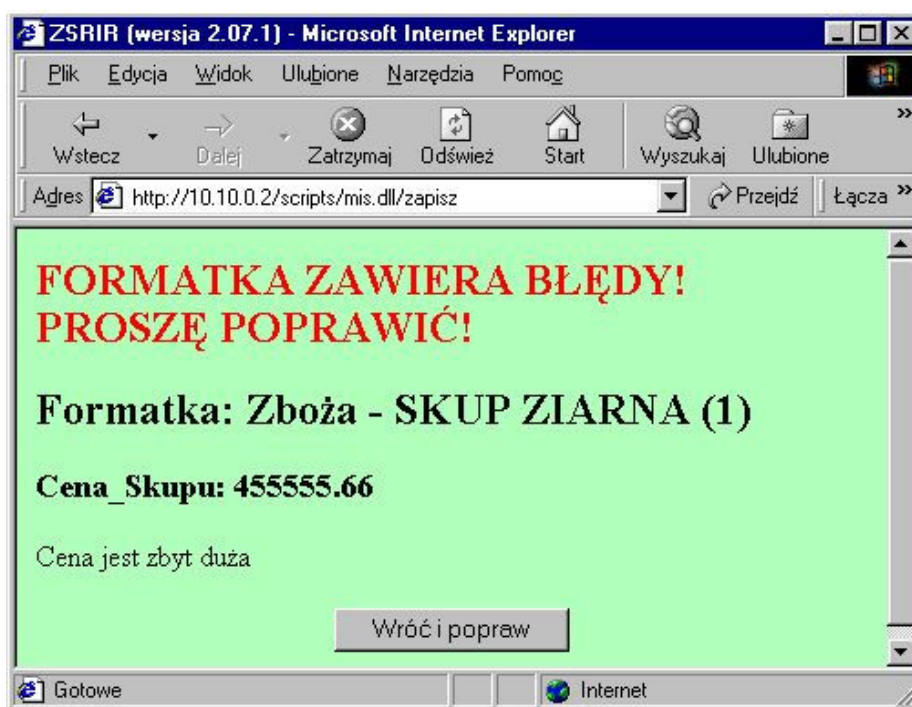 ZSRIR (wersja 2.07.1) - Microsoft Internet Explorer
Plik Edycja Widok Ulubione Narzędzia Pomoc
Wstecz Dalej Zatrzymaj Odśwież Start Wyszukaj Ulubione »
Adres http://10.10.0.2/scripts/mis.dll/zapisz Przejdź Łącza »
FORMATKA ZAWIERA BŁĘDY!
PROSZĘ POPRAWIĆ!
Formatka: Zboża - SKUP ZIARNA (1)
Cena_Skupu: 455555.66
Cena jest zbyt duża
Wróć i popraw
Gotowe Internet